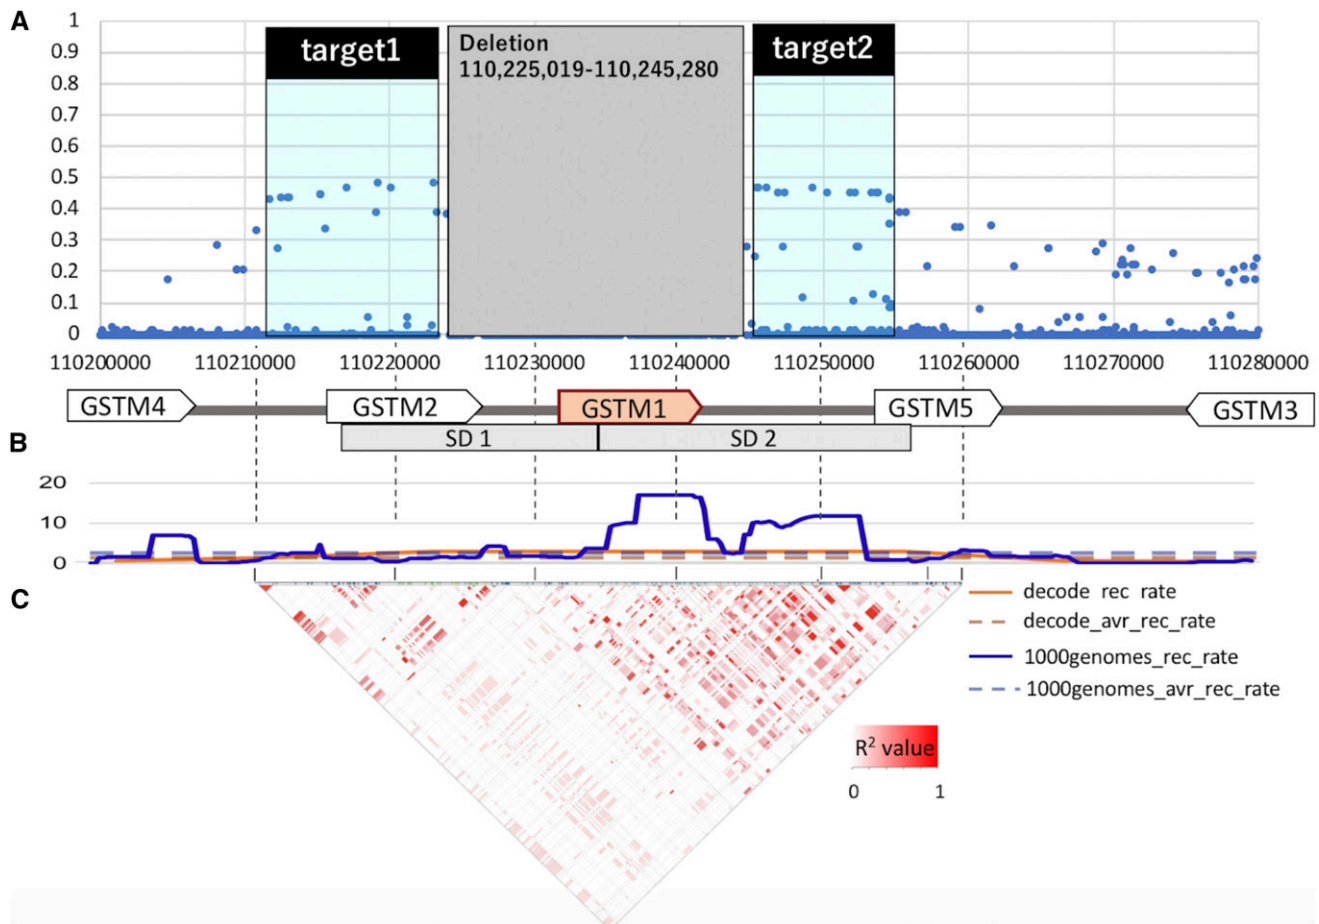 A
1
0.9
0.8
0.7
0.6
0.5
0.4
0.3
0.2
0.1
0
target1
Deletion
110,225,019-110,245,280
target2
110200000 110210000 110220000 110230000 110240000 110250000 110260000 110270000 110280000
GSTM4 GSTM2 GSTM1 GSTM5 GSTM3
SD 1 SD 2
B
20
10
0
C
decode rec rate
decode_avr_rec_rate
1000genomes_rec_rate
1000genomes_avr_rec_rate
R² value
0 1